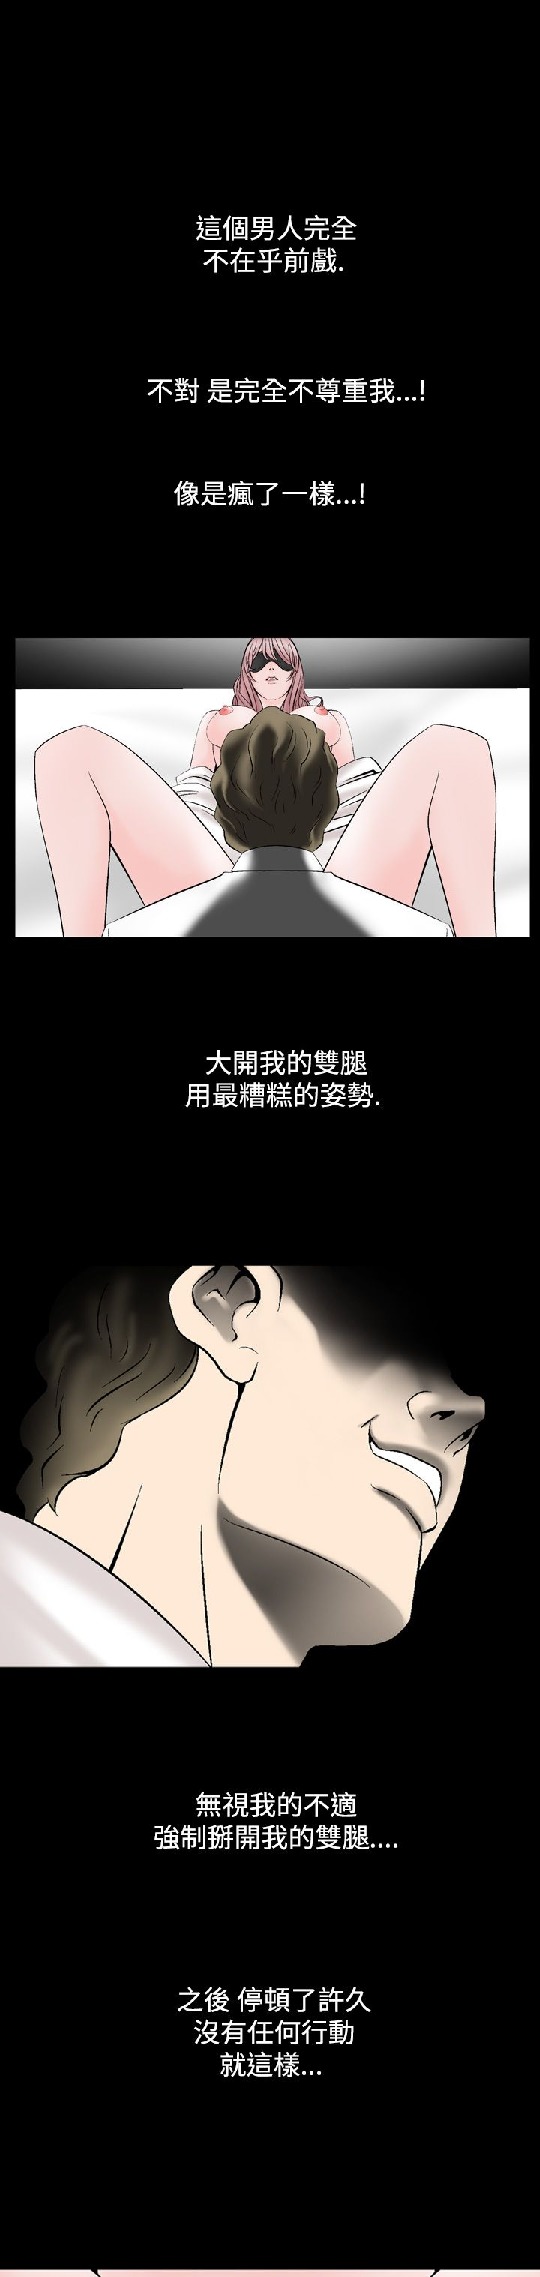 這個男人完全
不在乎前戲.
不對 是完全不尊重我...!
像是瘋了一樣...!
大開我的雙腿
用最糟糕的姿勢.
無視我的不適
強制掰開我的雙腿....
之後 停頓了許久
沒有任何行動
就這樣...